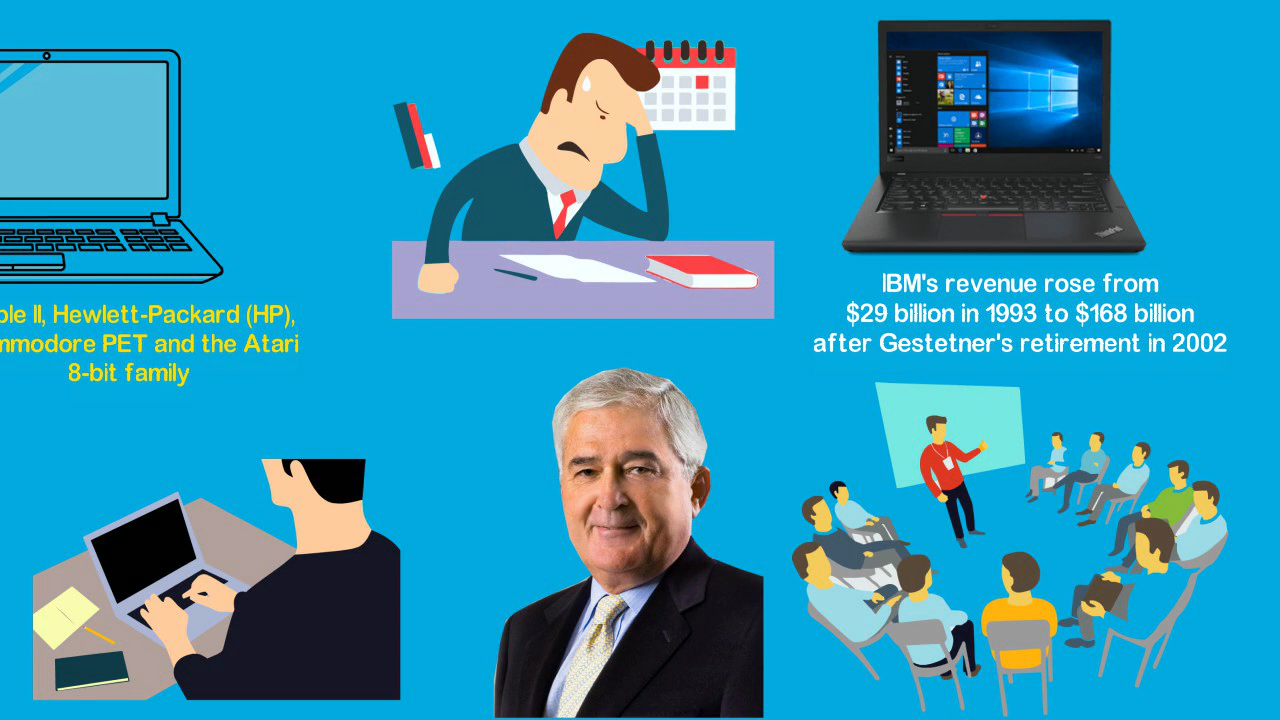 ple II, Hewlett-Packard (HP),
mmodore PET and the Atari
8-bit family
IBM's revenue rose from
$29 billion in 1993 to $168 billion
after Gestetner's retirement in 2002
ThinkPad